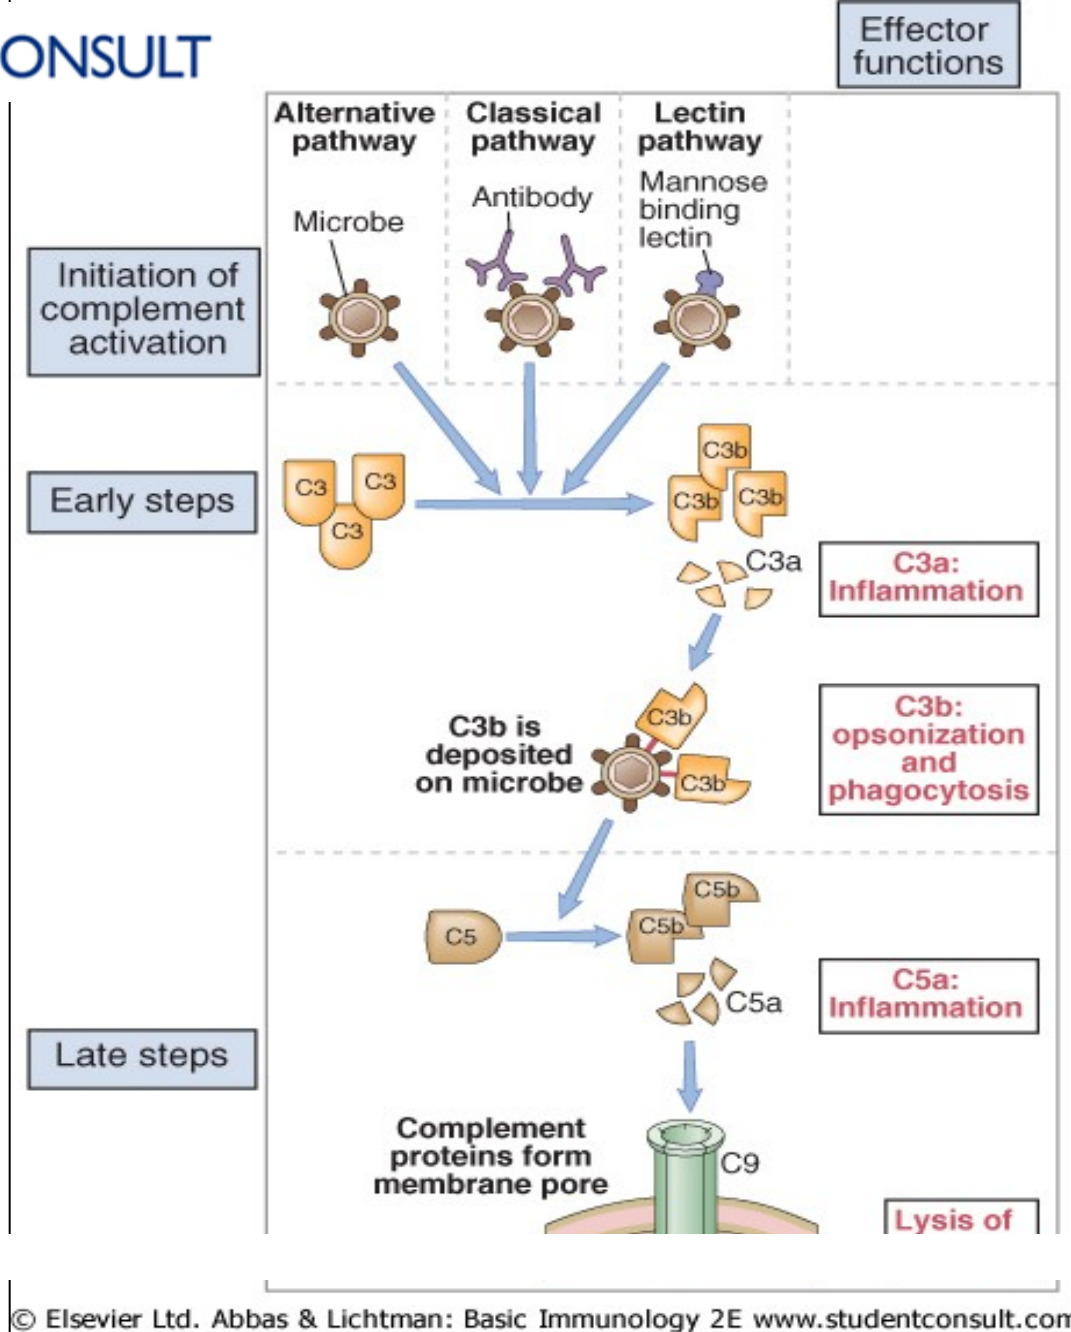 ONSULT
Effector
functions
Alternative
pathway
Classical
pathway
Lectin
pathway
Microbe
Antibody
Mannose
binding
lectin
Initiation of
complement
activation
Early steps
C3
C3
C3
C3b
C3b
C3b
C3a
C3a:
Inflammation
C3b is
deposited
on microbe
C3b
C3b
C3b:
opsonization
and
phagocytosis
C5
C5b
C5b
C5a
C5a:
Inflammation
Late steps
Complement
proteins form
membrane pore
C9
Lysis of
© Elsevier Ltd. Abbas & Lichtman: Basic Immunology 2E www.studentconsult.com